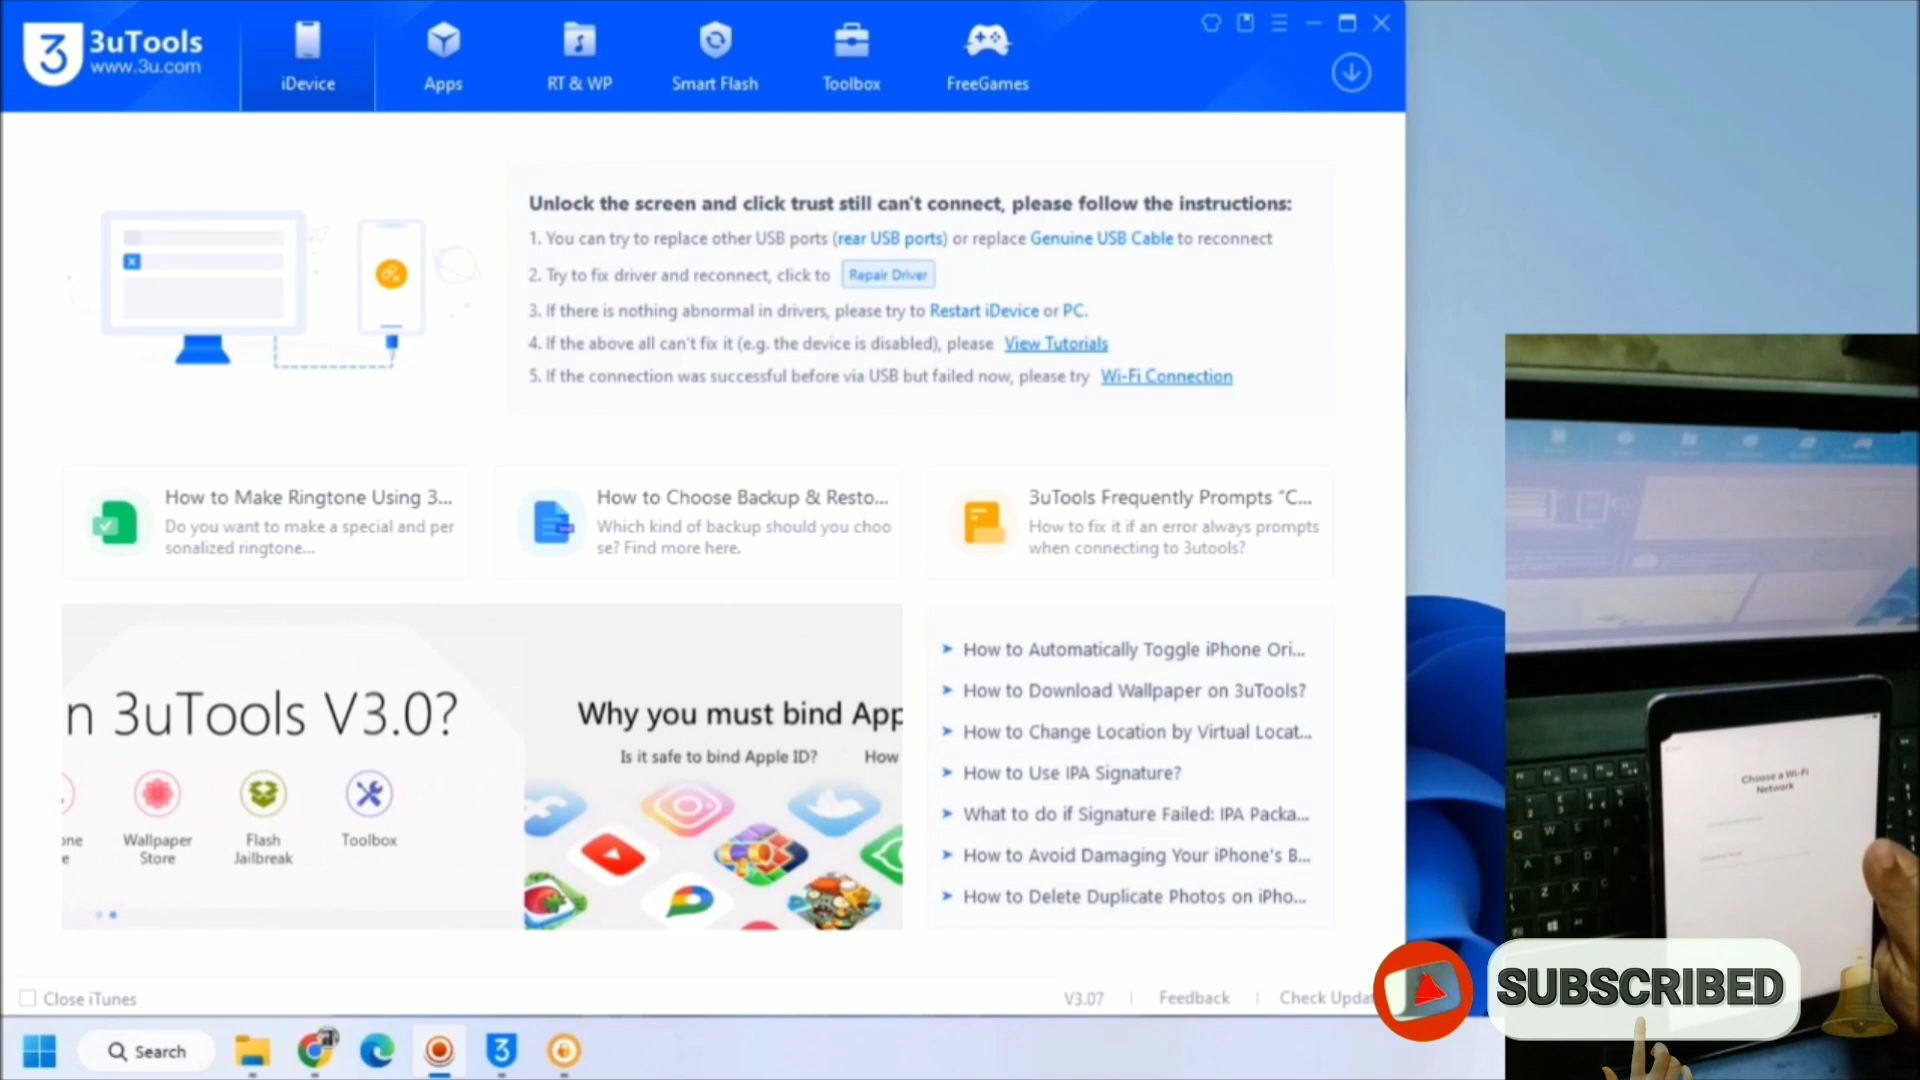 3uTools
www.3u.com
iDevice
Apps
RT & WP
Smart Flash
Toolbox
FreeGames
Unlock the screen and click trust still can't connect, please follow the instructions:
1. You can try to replace other USB ports (rear USB ports) or replace Genuine USB Cable to reconnect
2. Try to fix driver and reconnect, click to Repair Driver
3. If there is nothing abnormal in drivers, please try to Restart iDevice or PC.
4. If the above all can't fix it (e.g. the device is disabled), please View Tutorials
5. If the connection was successful before via USB but failed now, please try Wi-Fi Connection
How to Make Ringtone Using 3...
Do you want to make a special and per
sonalized ringtone...
How to Choose Backup & Resto...
Which kind of backup should you choo
se? Find more here.
3uTools Frequently Prompts "C...
How to fix it if an error always prompts
when connecting to 3utools?
n 3uTools V3.0?
one
e
Wallpaper
Store
Flash
Jailbreak
Toolbox
Why you must bind App
Is it safe to bind Apple ID? How
How to Automatically Toggle iPhone Ori...
How to Download Wallpaper on 3uTools?
How to Change Location by Virtual Locat...
How to Use IPA Signature?
What to do if Signature Failed: IPA Packa...
How to Avoid Damaging Your iPhone's B...
How to Delete Duplicate Photos on iPho...
Choose a Wi-Fi
Network
Close iTunes
V3.07
Feedback
Check Updat
SUBSCRIBED
Search